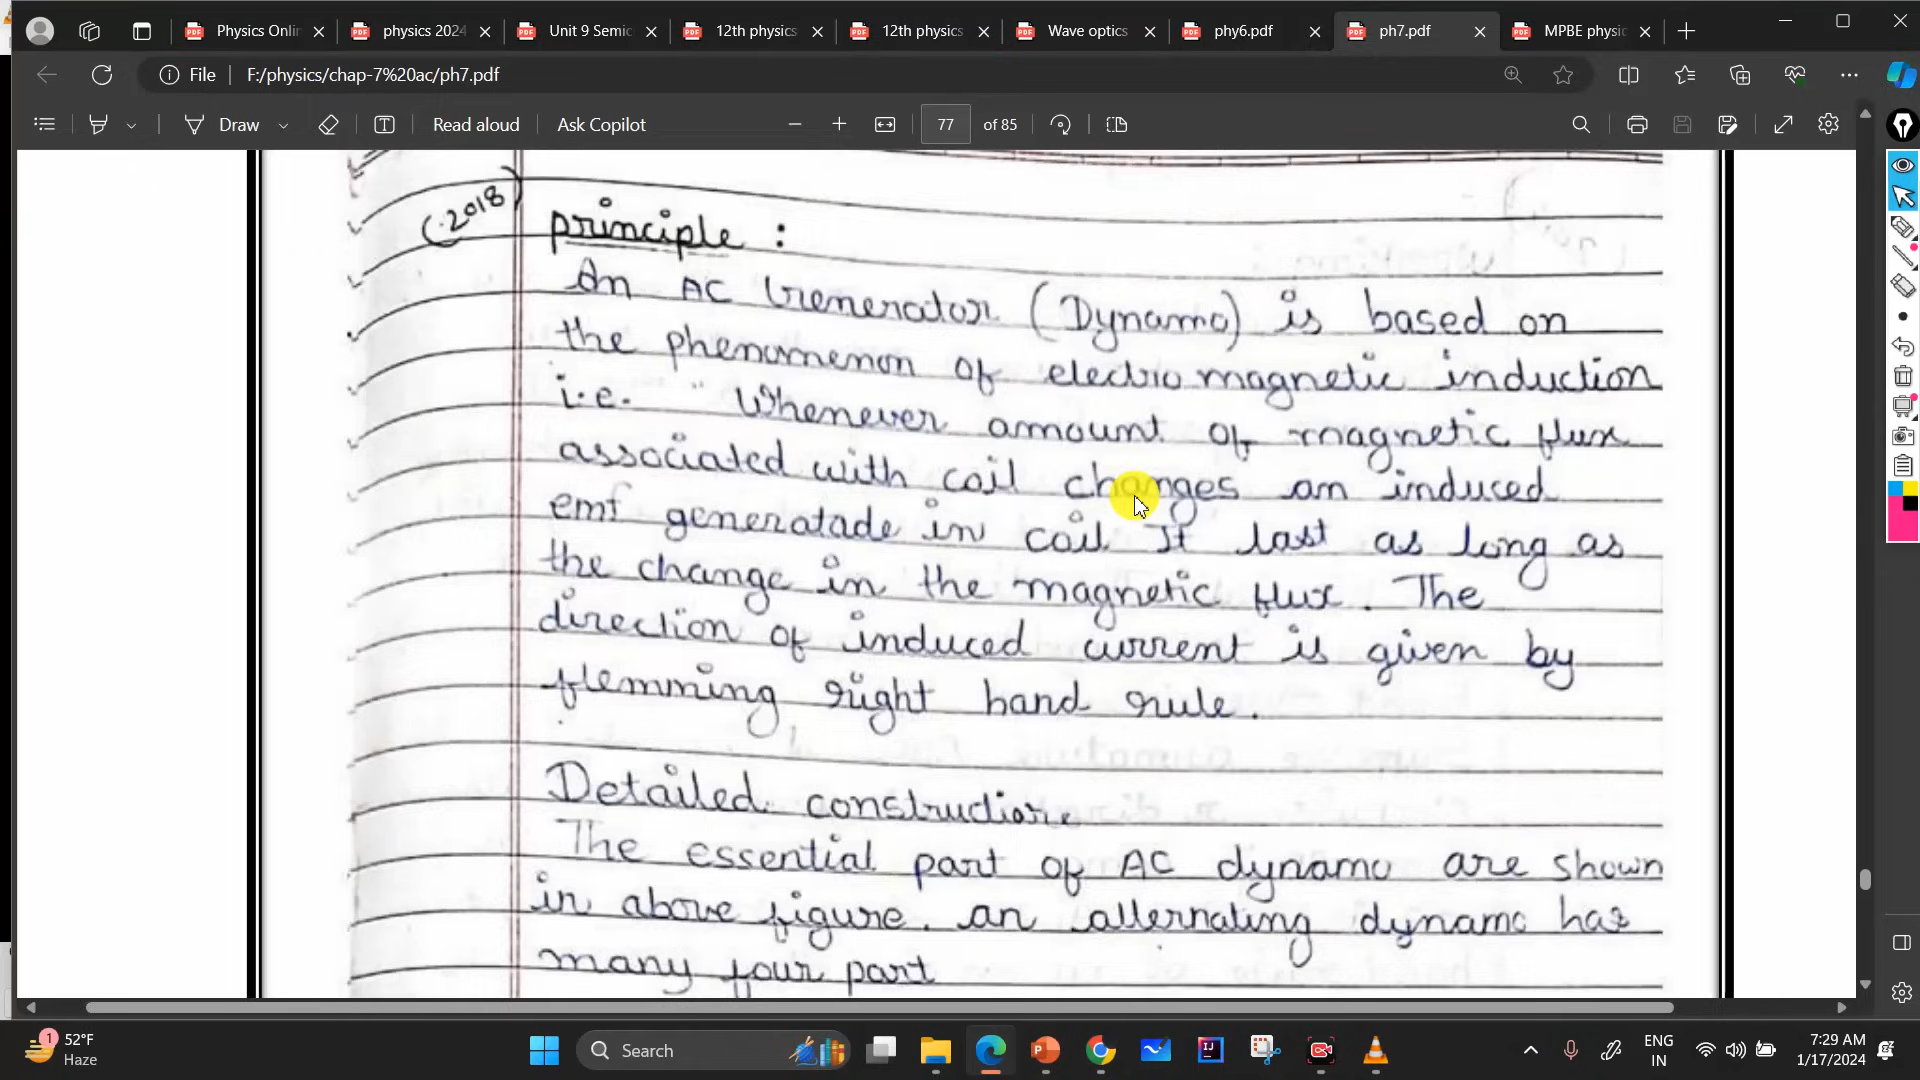 Physics Onlin
physics 2024
Unit 9 Semic
12th physics
12th physics
Wave optics
phy6.pdf
ph7.pdf
MPBE physic
File
F:/physics/chap-7%20ac/ph7.pdf
Draw
Read aloud
Ask Copilot
77
of 85
(2018)
principle :
An AC Generator (Dynamo) is based on
the phenomenon of electro magnetic induction
i.e. " Whenever amount of magnetic flux
associated with coil changes an induced
emf generatade in coil It last as long as
the change in the magnetic flux. The
direction of induced current is given by
flemming right hand rule.
Detailed construction
The essential part of AC dynamo are shown
in above figure. an alternating dynamo has
many four part
1
52°F
Haze
Search
ENG
IN
7:29 AM
1/17/2024